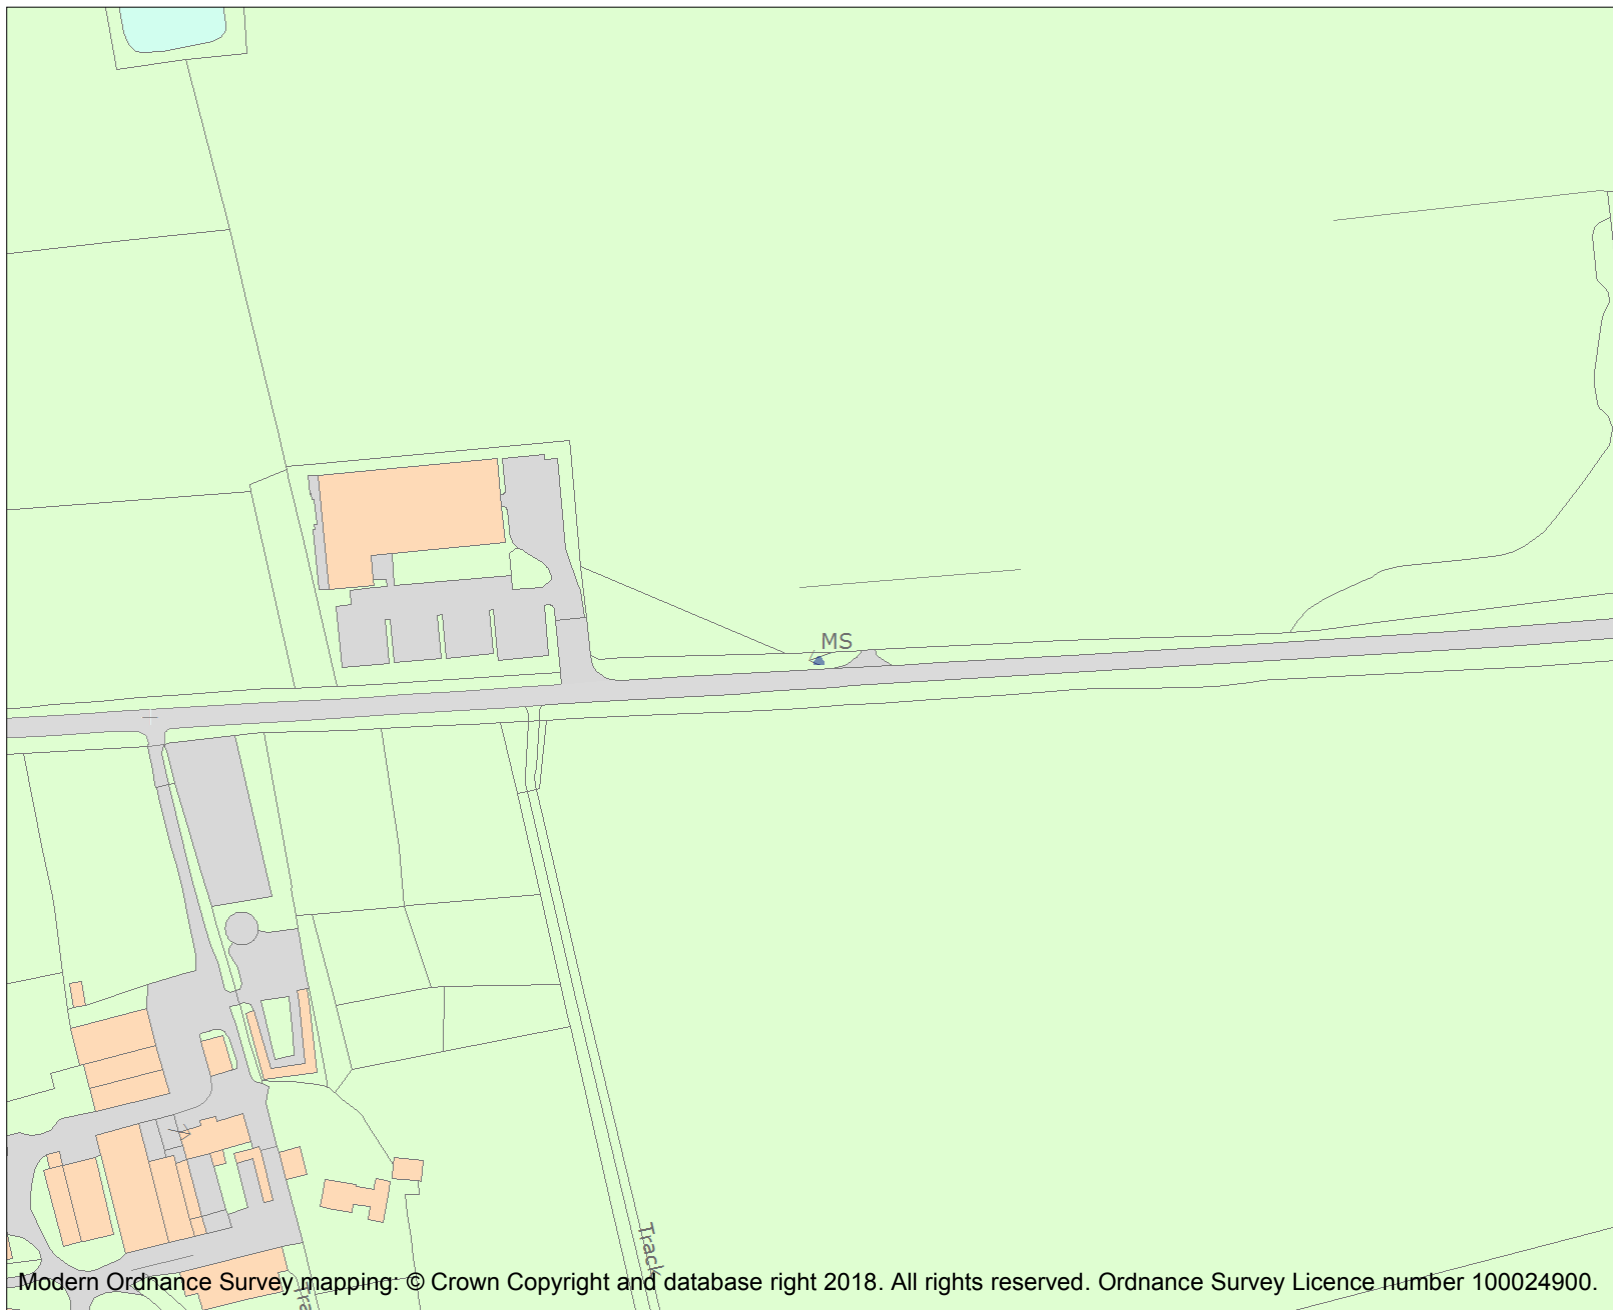 MS
Track
Modern Ordnance Survey mapping: © Crown Copyright and database right 2018. All rights reserved. Ordnance Survey Licence number 100024900.